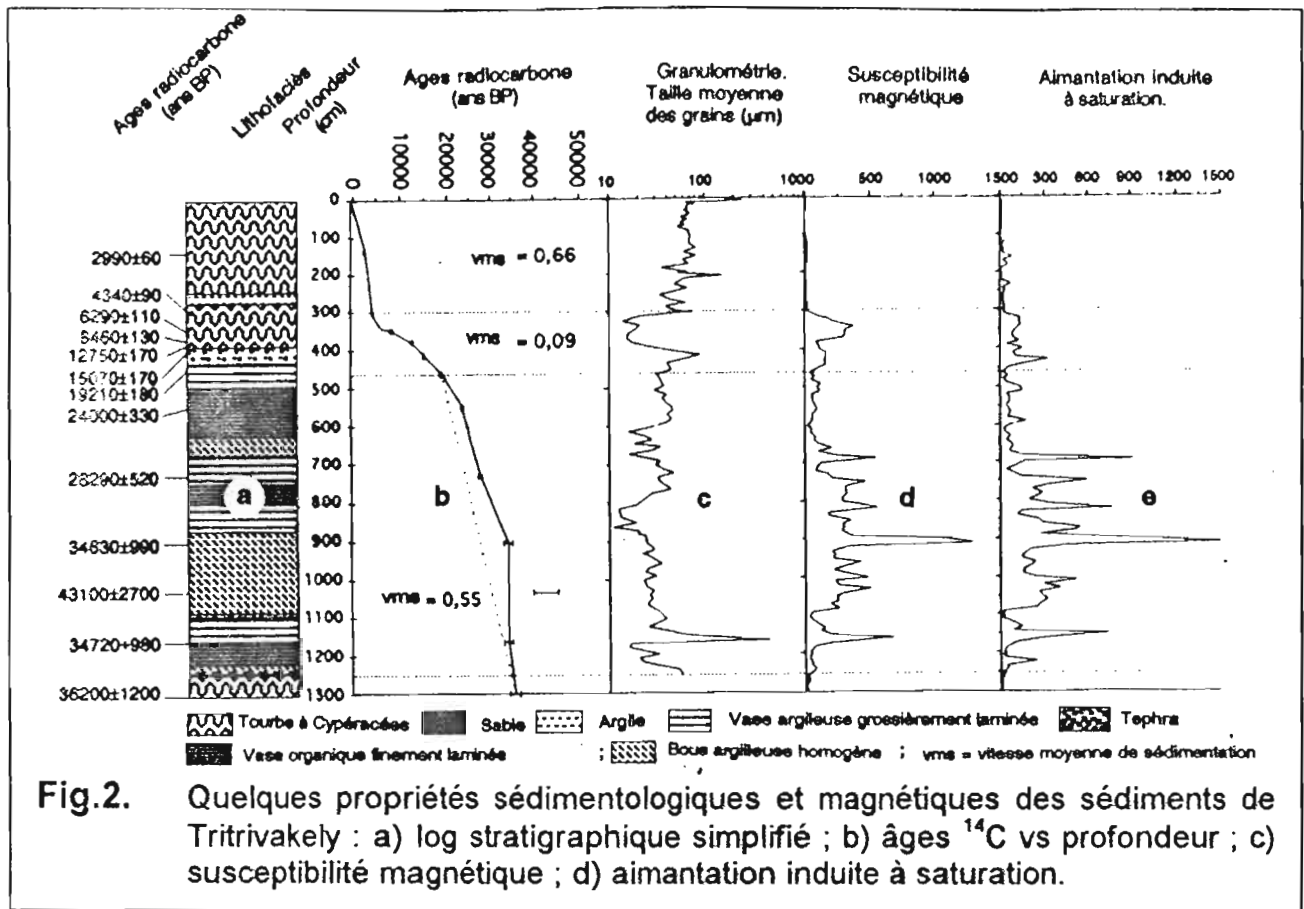 Ages radiocarbone
(ans BP)
Lithofaciès
Profondeur
(cm)
Ages radiocarbone
(ans BP)
Granulométrie.
Taille moyenne
des grains (µm)
Susceptibilité
magnétique
Aimantation induite
à saturation.
0 10000 20000 30000 40000 50000
10 100 1000
500 1000 1500
300 600 900 1200 1500
0
100
200
300
400
500
600
700
800
900
1000
1100
1200
1300
2990±60
4340±90
6290±110
8460±130
12750±170
15070±170
19210±180
24000±330
28290±520
34630±990
43100±2700
34720+980
36200±1200
vms = 0,66
vms = 0,09
vms = 0,55
a b c d e
Tourbe à Cypéracées Sable Argile Vase argileuse grossièrement laminée Tephra
Vase organique finement laminée ; Boue argileuse homogène ; vms = vitesse moyenne de sédimentation
Fig.2. Quelques propriétés sédimentologiques et magnétiques des sédiments de
Tritrivakely : a) log stratigraphique simplifié ; b) âges ¹⁴C vs profondeur ; c)
susceptibilité magnétique ; d) aimantation induite à saturation.